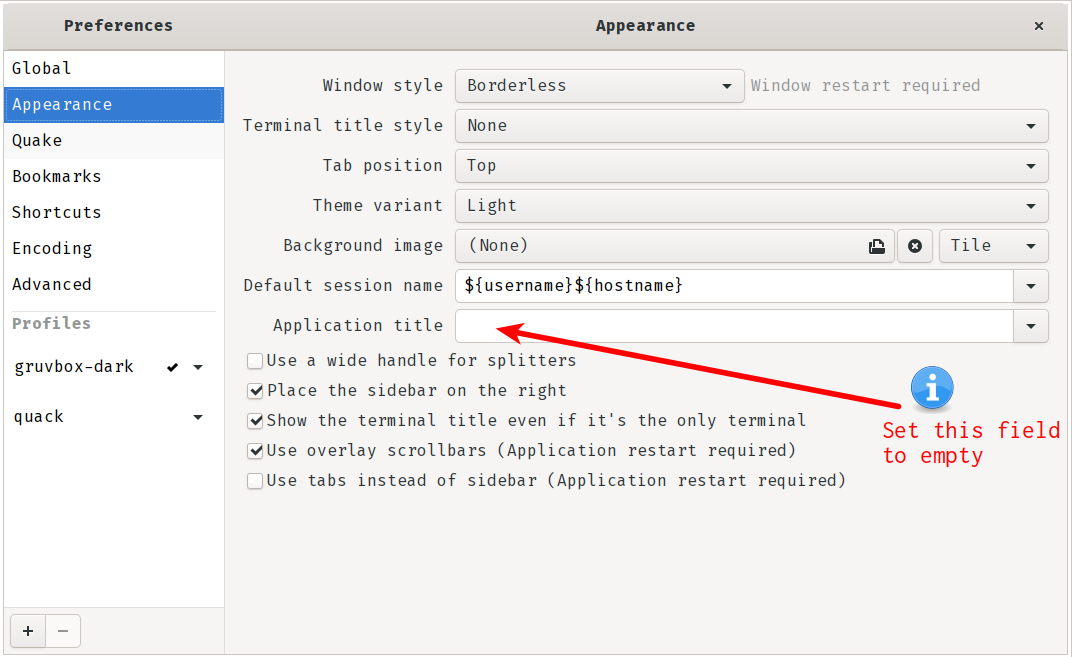 Preferences
Appearance
Global
Appearance
Quake
Bookmarks
Shortcuts
Encoding
Advanced
Profiles
gruvbox-dark
quack
Window style Borderless Window restart required
Terminal title style None
Tab position Top
Theme variant Light
Background image (None) Tile
Default session name ${username}${hostname}
Application title
Use a wide handle for splitters
Place the sidebar on the right
Show the terminal title even if it's the only terminal
Use overlay scrollbars (Application restart required)
Use tabs instead of sidebar (Application restart required)
Set this field
to empty